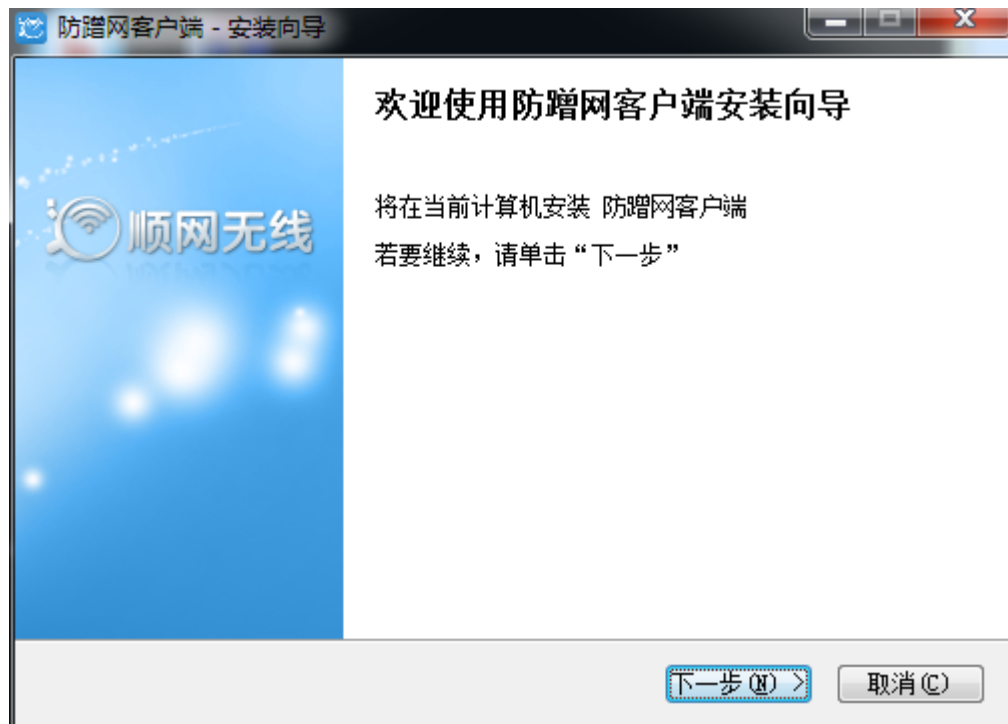 防蹭网客户端 - 安装向导
欢迎使用防蹭网客户端安装向导
顺网无线
将在当前计算机安装 防蹭网客户端
若要继续，请单击“下一步”
下一步(N) >
取消(C)